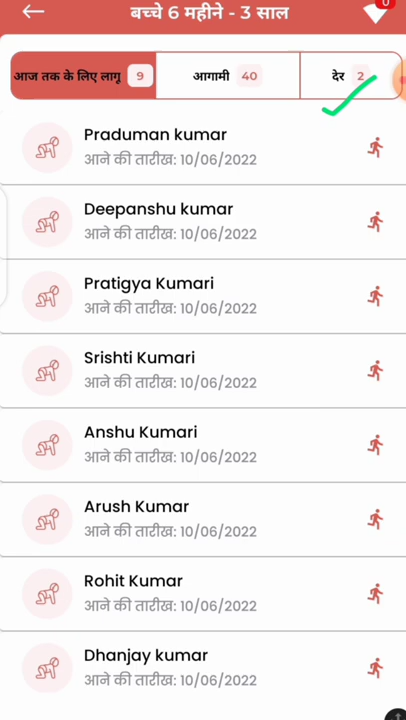 बच्चे 6 महीने - 3 साल
0
आज तक के लिए लागू 9
आगामी 40
देर 2
Praduman kumar
आने की तारीख: 10/06/2022
Deepanshu kumar
आने की तारीख: 10/06/2022
Pratigya Kumari
आने की तारीख: 10/06/2022
Srishti Kumari
आने की तारीख: 10/06/2022
Anshu Kumari
आने की तारीख: 10/06/2022
Arush Kumar
आने की तारीख: 10/06/2022
Rohit Kumar
आने की तारीख: 10/06/2022
Dhanjay kumar
आने की तारीख: 10/06/2022